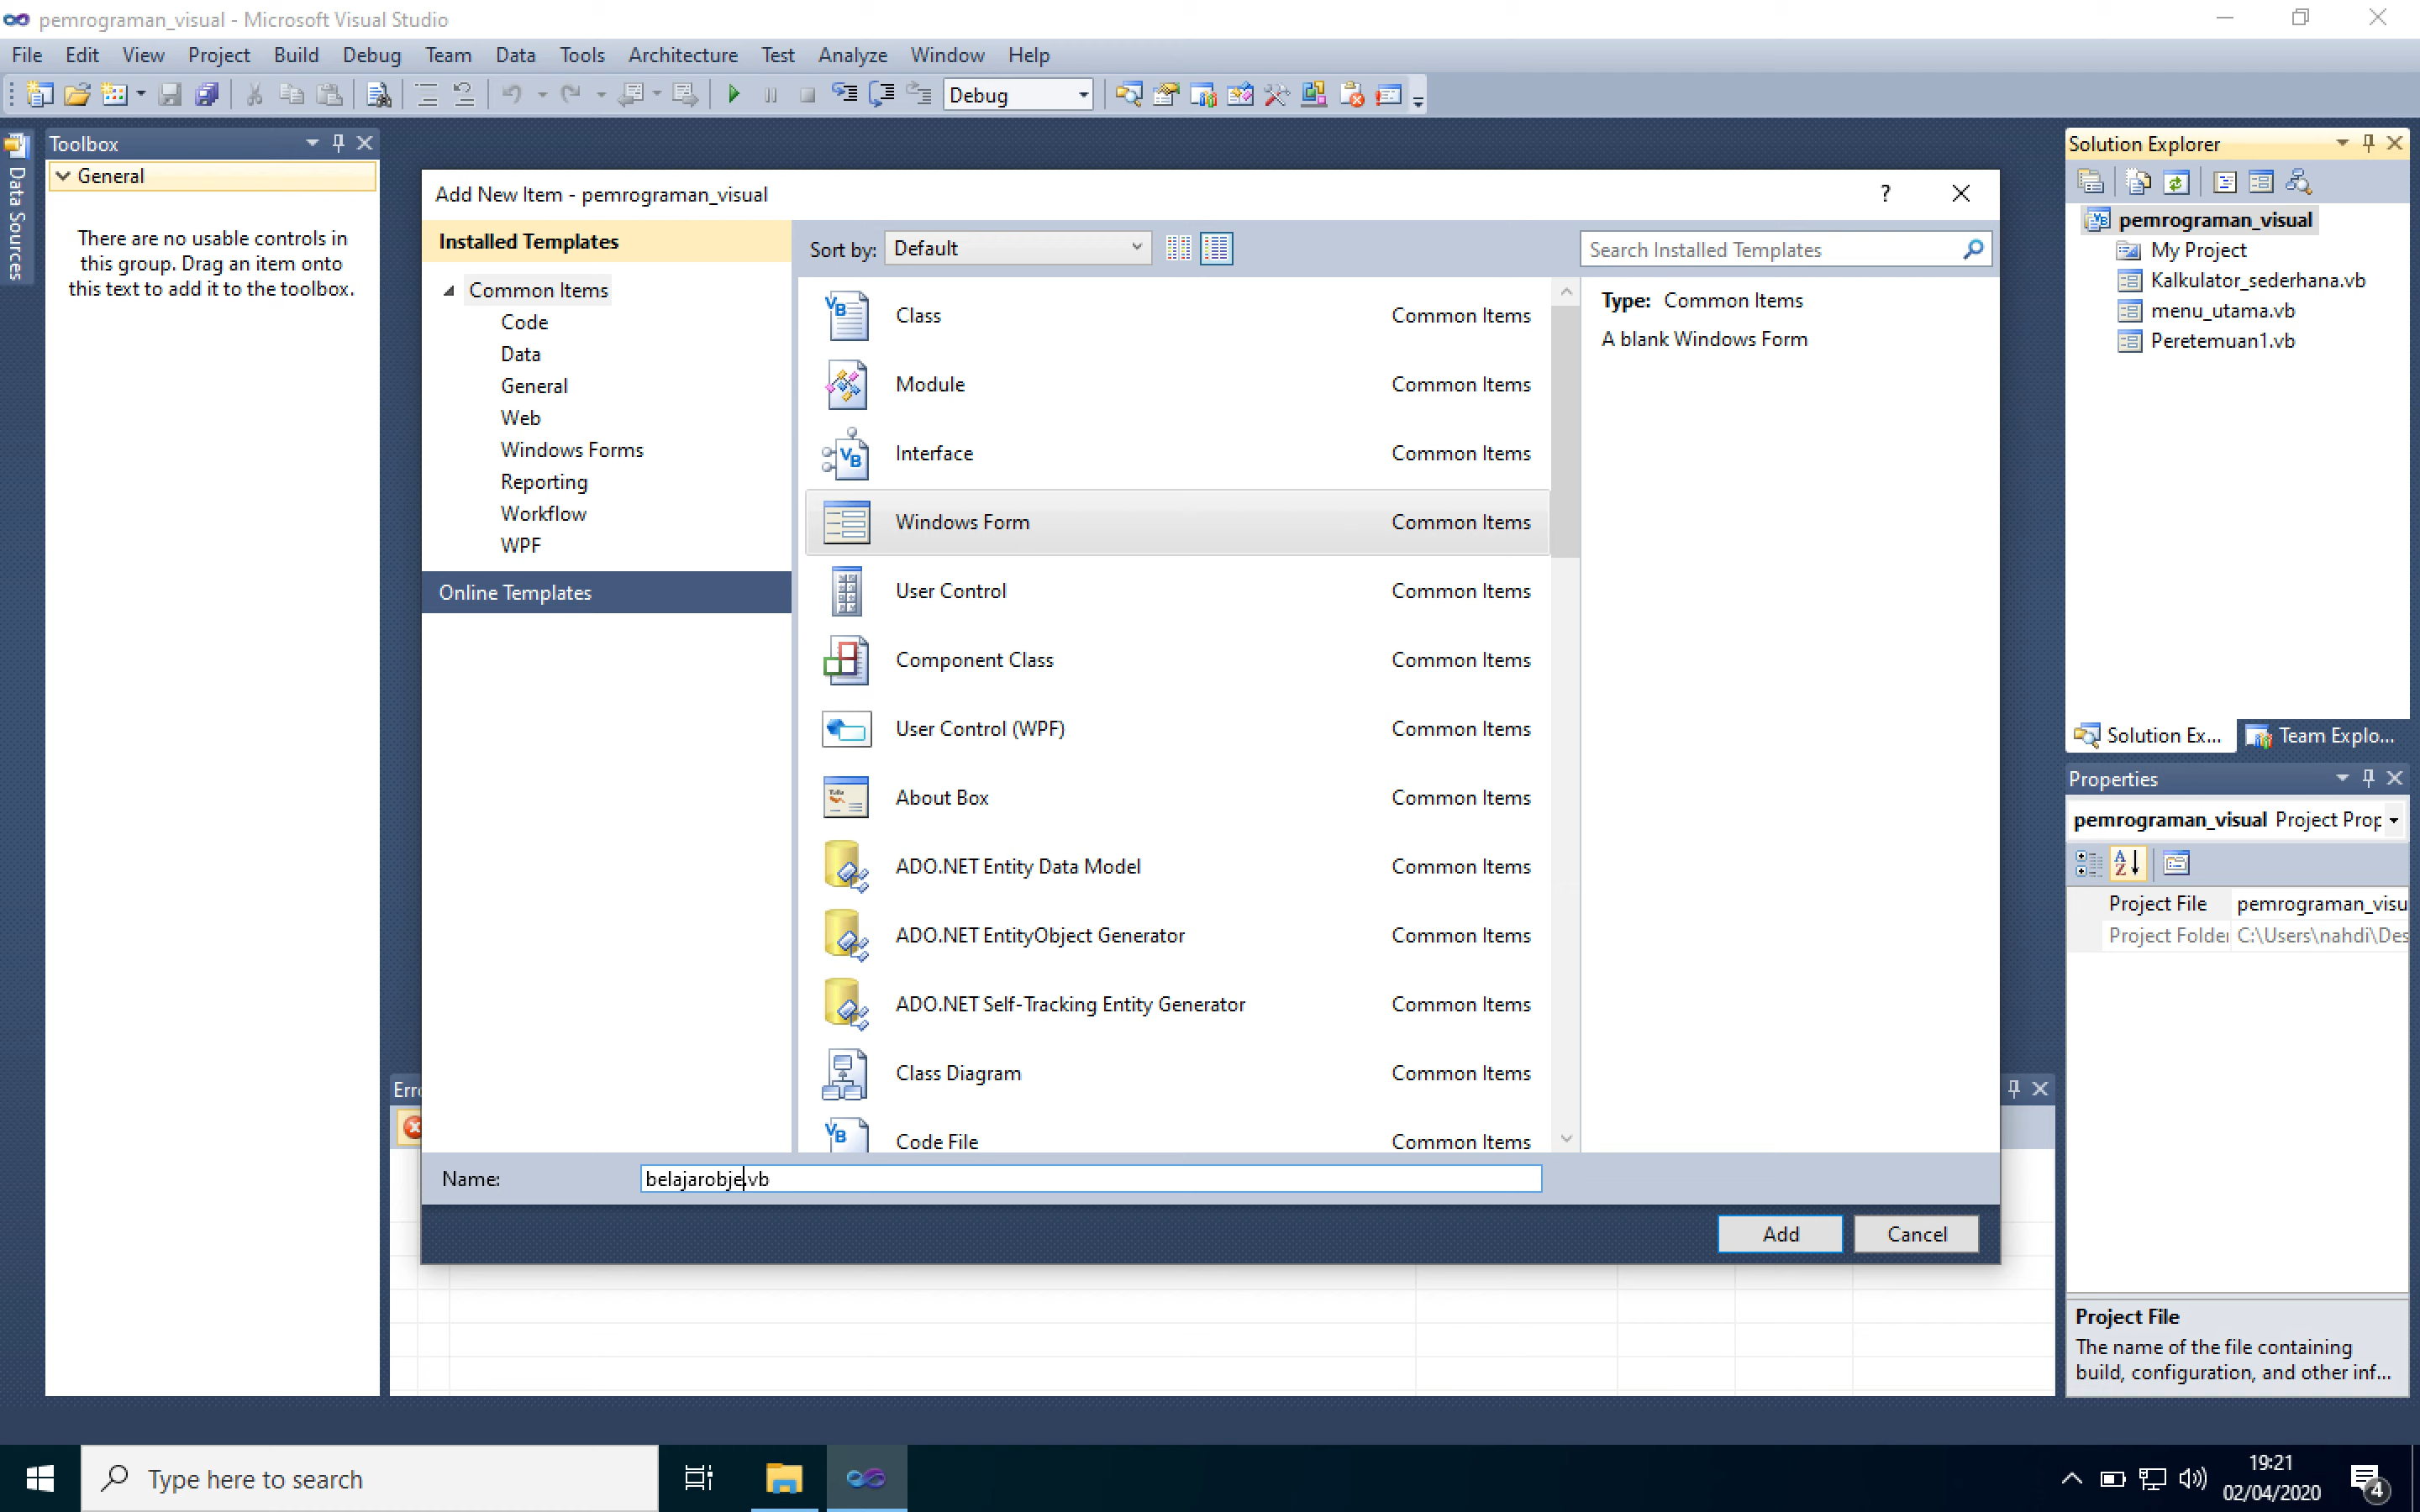 pemrograman_visual - Microsoft Visual Studio
File Edit View Project Build Debug Team Data Tools Architecture Test Analyze Window Help
Debug
Data Sources
Toolbox
General
There are no usable controls in
this group. Drag an item onto
this text to add it to the toolbox.
Add New Item - pemrograman_visual
?
Installed Templates
Common Items
Code
Data
General
Web
Windows Forms
Reporting
Workflow
WPF
Online Templates
Sort by: Default
Search Installed Templates
Class Common Items
Module Common Items
Interface Common Items
Windows Form Common Items
User Control Common Items
Component Class Common Items
User Control (WPF) Common Items
About Box Common Items
ADO.NET Entity Data Model Common Items
ADO.NET EntityObject Generator Common Items
ADO.NET Self-Tracking Entity Generator Common Items
Class Diagram Common Items
Code File Common Items
Type: Common Items
A blank Windows Form
Name: belajarobje.vb
Add Cancel
Erro
Solution Explorer
pemrograman_visual
My Project
Kalkulator_sederhana.vb
menu_utama.vb
Peretemuan1.vb
Solution Ex... Team Explo...
Properties
pemrograman_visual Project Prop
Project File pemrograman_visu
Project Folder C:\Users\nahdi\Des
Project File
The name of the file containing
build, configuration, and other inf...
Type here to search
19:21
02/04/2020
4